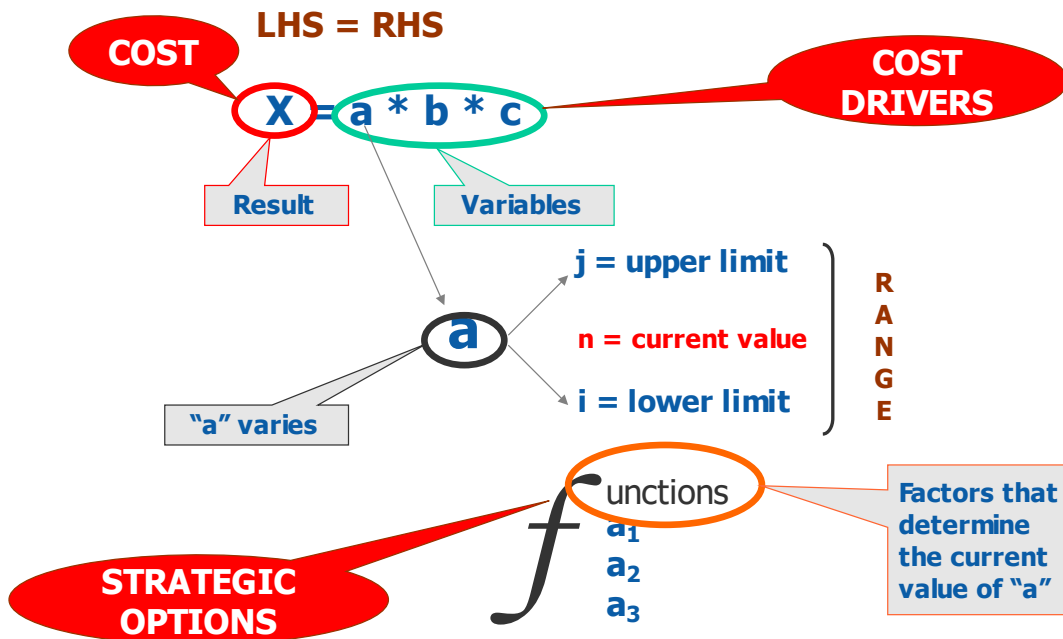 LHS = RHS
COST
COST
DRIVERS
X = a * b * c
Result
Variables
j = upper limit
a
n = current value
i = lower limit
R
A
N
G
E
“a” varies
ƒunctions
a₁
a₂
a₃
Factors that
determine
the current
value of “a”
STRATEGIC
OPTIONS